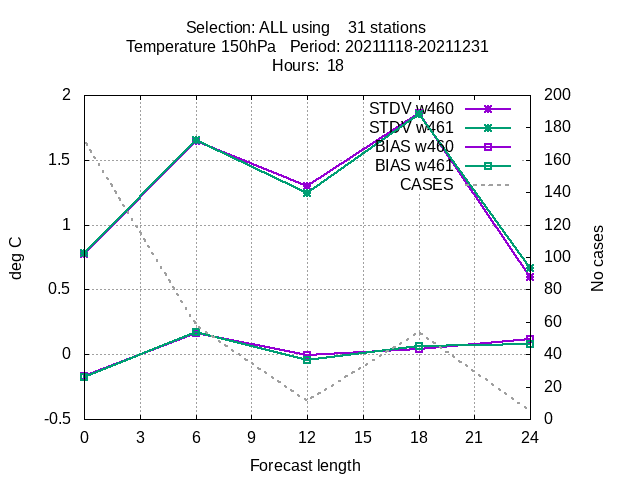 Selection: ALL using    31 stations
Temperature 150hPa   Period: 20211118-20211231
Hours:  18
STDV w460
STDV w461
BIAS w460
BIAS w461
CASES
2
1.5
1
0.5
0
-0.5
200
180
160
140
120
100
80
60
40
20
0
deg C
No cases
0 3 6 9 12 15 18 21 24
Forecast length